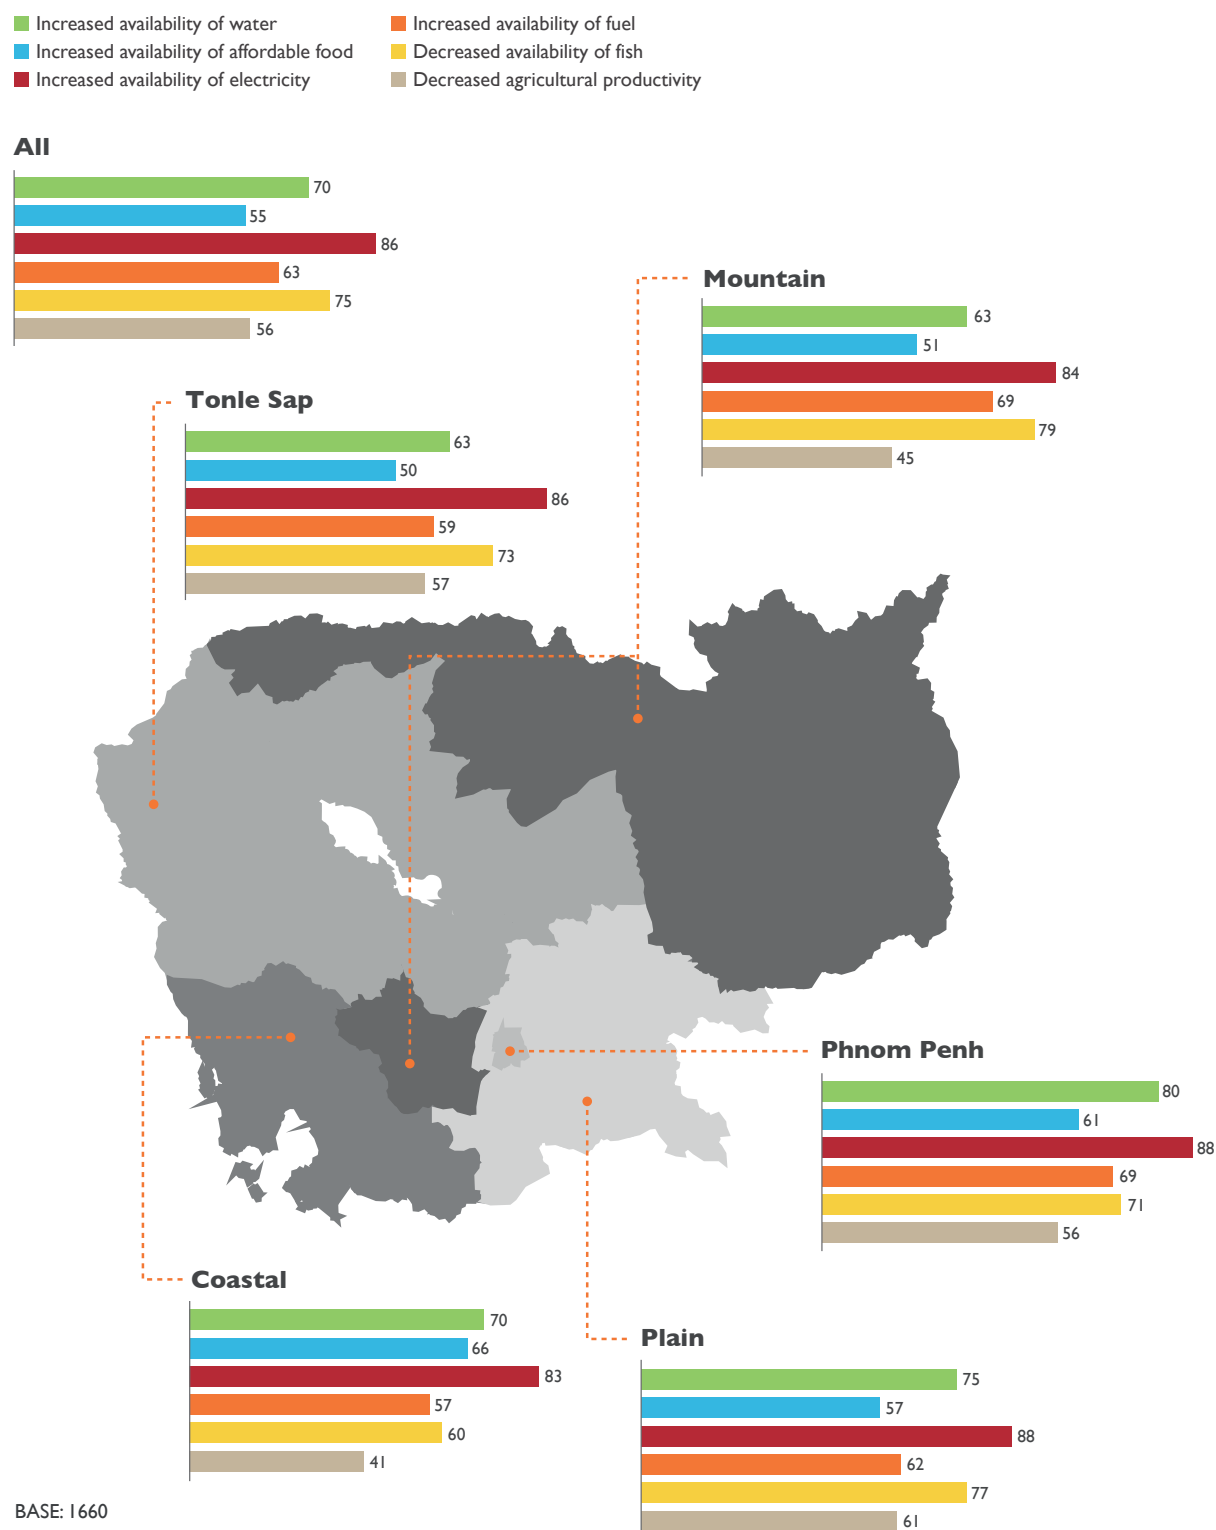 Increased availability of water
Increased availability of affordable food
Increased availability of electricity
Increased availability of fuel
Decreased availability of fish
Decreased agricultural productivity
All
70
55
86
63
75
56
Mountain
63
51
84
69
79
45
Tonle Sap
63
50
86
59
73
57
Phnom Penh
80
61
88
69
71
56
Coastal
70
66
83
57
60
41
Plain
75
57
88
62
77
61
BASE: 1660